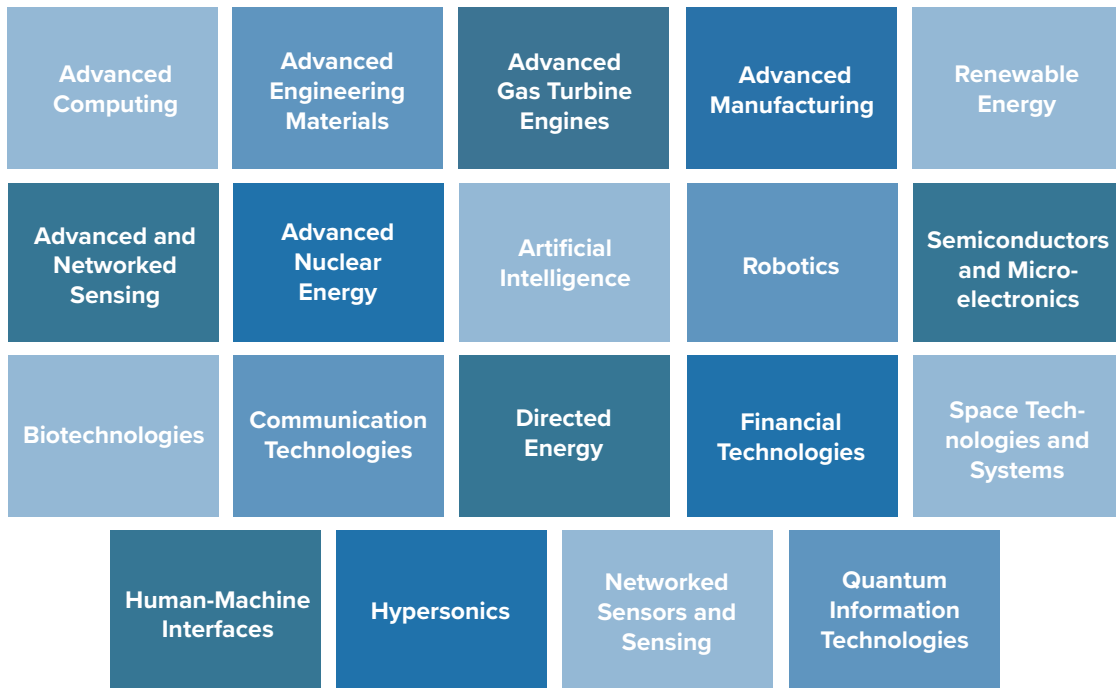 Advanced
Computing
Advanced
Engineering
Materials
Advanced
Gas Turbine
Engines
Advanced
Manufacturing
Renewable
Energy
Advanced and
Networked
Sensing
Advanced
Nuclear
Energy
Artificial
Intelligence
Robotics
Semiconductors
and Micro-
electronics
Biotechnologies
Communication
Technologies
Directed
Energy
Financial
Technologies
Space Tech-
nologies and
Systems
Human-Machine
Interfaces
Hypersonics
Networked
Sensors and
Sensing
Quantum
Information
Technologies